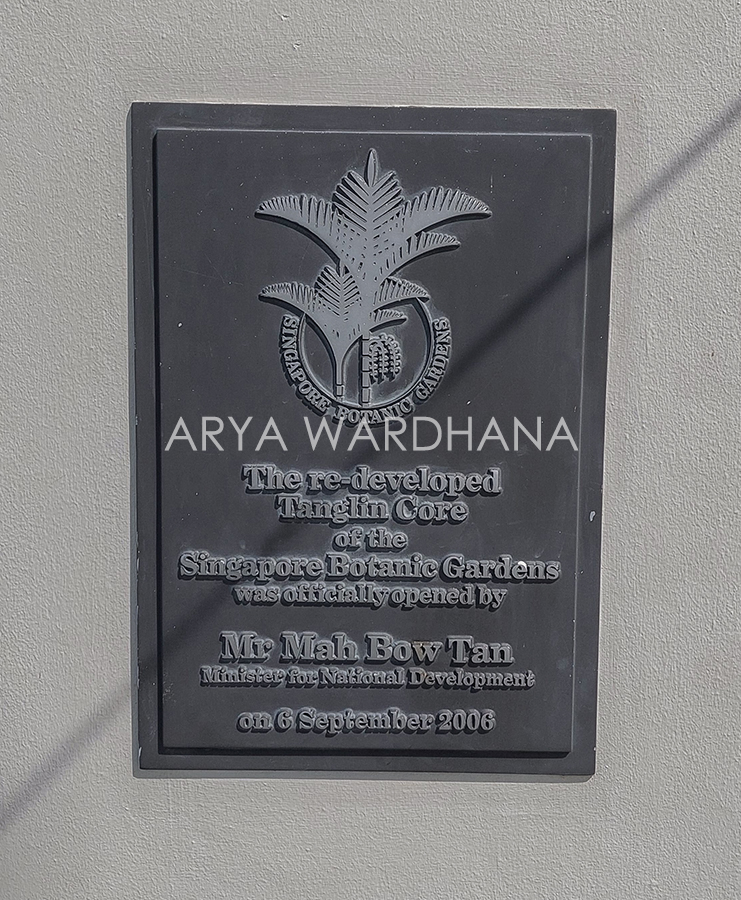 SINGAPORE BOTANIC GARDENS
ARYA WARDHANA
The re-developed
Tanglin Core
of the
Singapore Botanic Gardens
was officially opened by
Mr Mah Bow Tan
Minister for National Development
on 6 September 2006